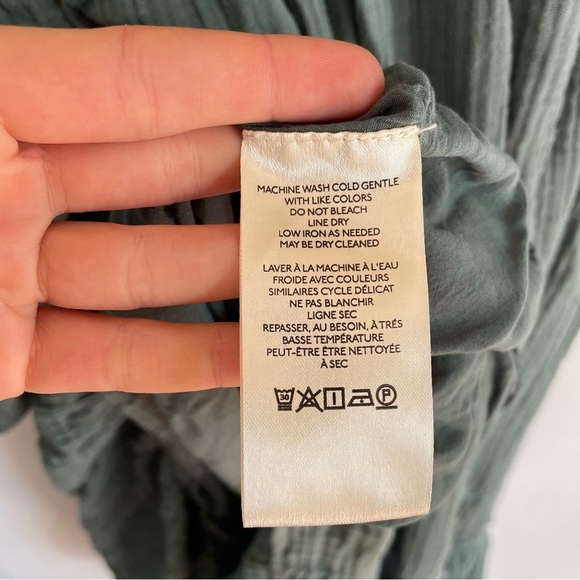 MACHINE WASH COLD GENTLE
WITH LIKE COLORS
DO NOT BLEACH
LINE DRY
LOW IRON AS NEEDED
MAY BE DRY CLEANED
LAVER À LA MACHINE À L'EAU
FROIDE AVEC COULEURS
SIMILAIRES CYCLE DÉLICAT
NE PAS BLANCHIR
LIGNE SEC
REPASSER, AU BESOIN, À TRÉS
BASSE TEMPÉRATURE
PEUT-ÊTRE ÊTRE NETTOYÉE
À SEC
30 P